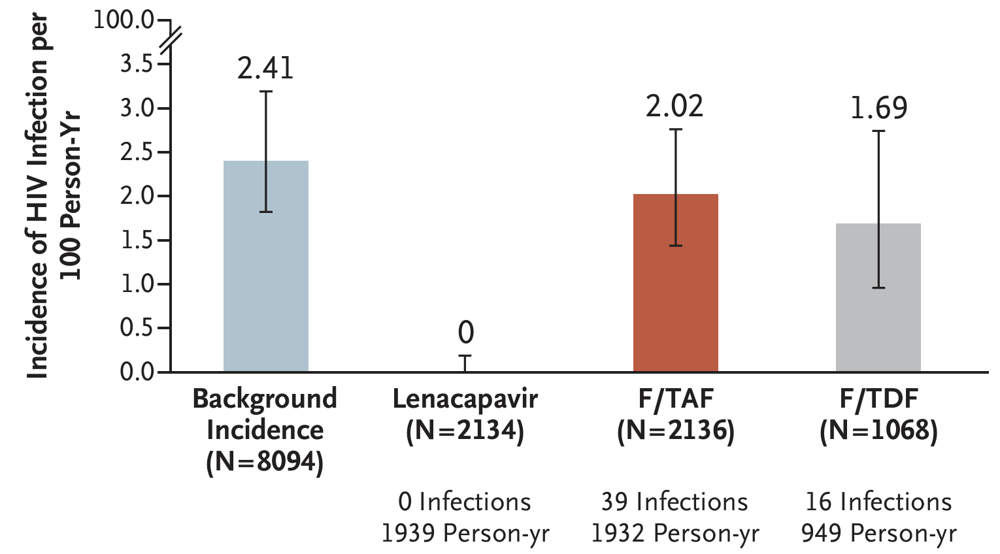 Incidence of HIV Infection per
100 Person-Yr
100.0
3.5
3.0
2.5
2.0
1.5
1.0
0.5
0.0
2.41
0
2.02
1.69
Background
Incidence
(N=8094)
Lenacapavir
(N=2134)
F/TAF
(N=2136)
F/TDF
(N=1068)
0 Infections
1939 Person-yr
39 Infections
1932 Person-yr
16 Infections
949 Person-yr